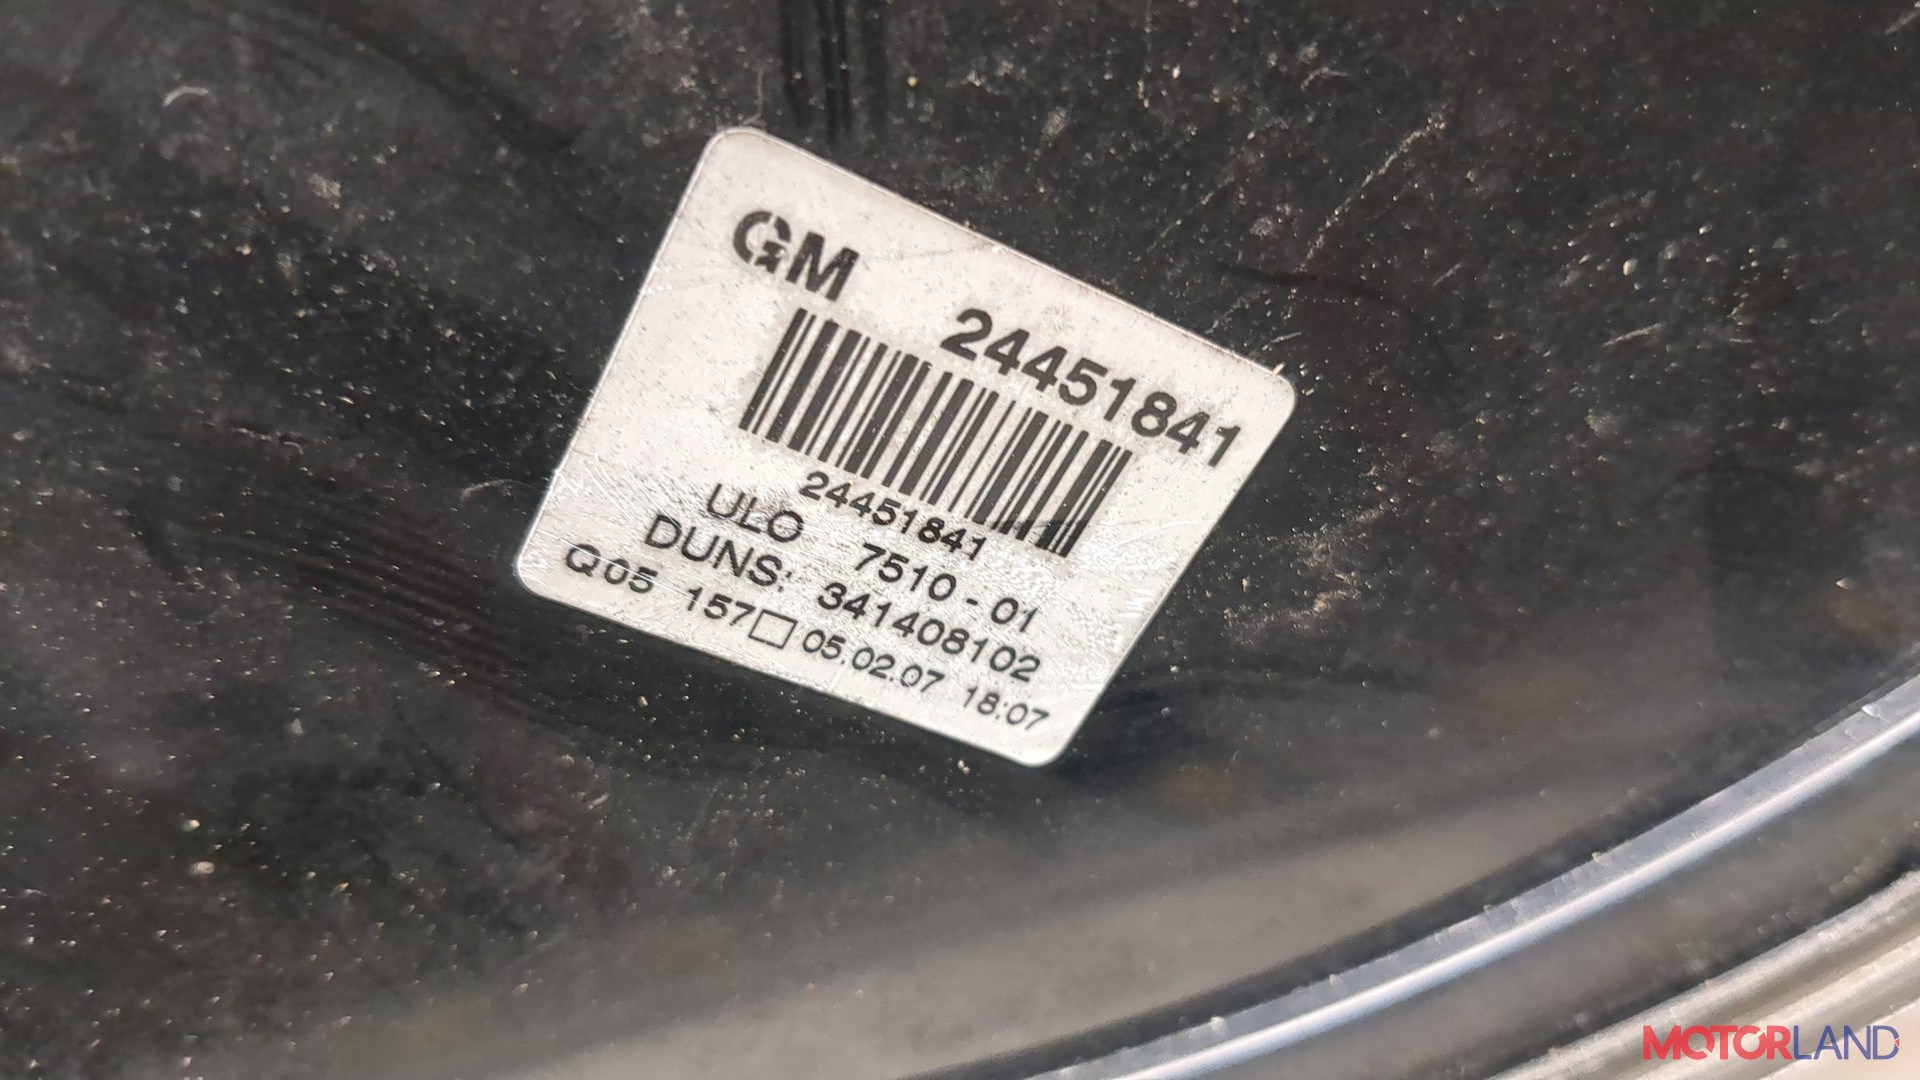 GM
24451841
24451841
ULO 7510-01
DUNS: 341408102
Q05 157□ 05.02.07 18:07
MOTORLAND